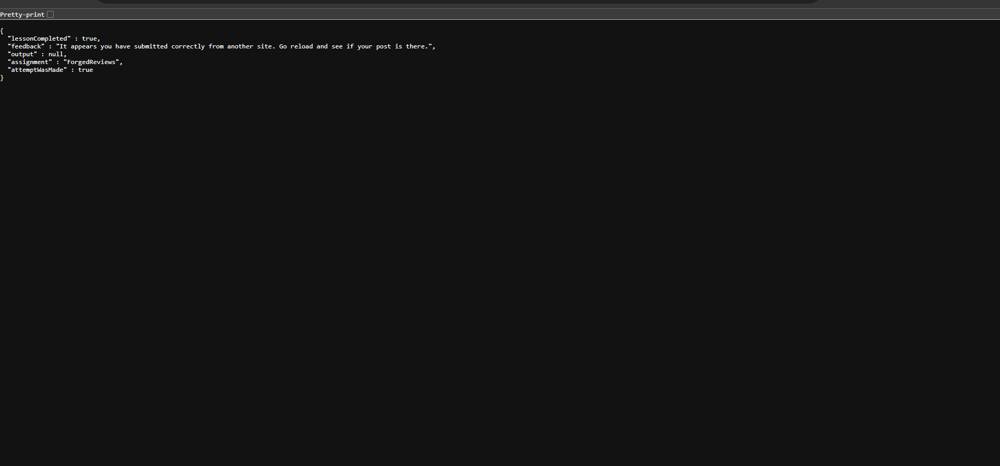 Pretty-print
{
  "lessonCompleted" : true,
  "feedback" : "It appears you have submitted correctly from another site. Go reload and see if your post is there.",
  "output" : null,
  "assignment" : "ForgedReviews",
  "attemptWasMade" : true
}